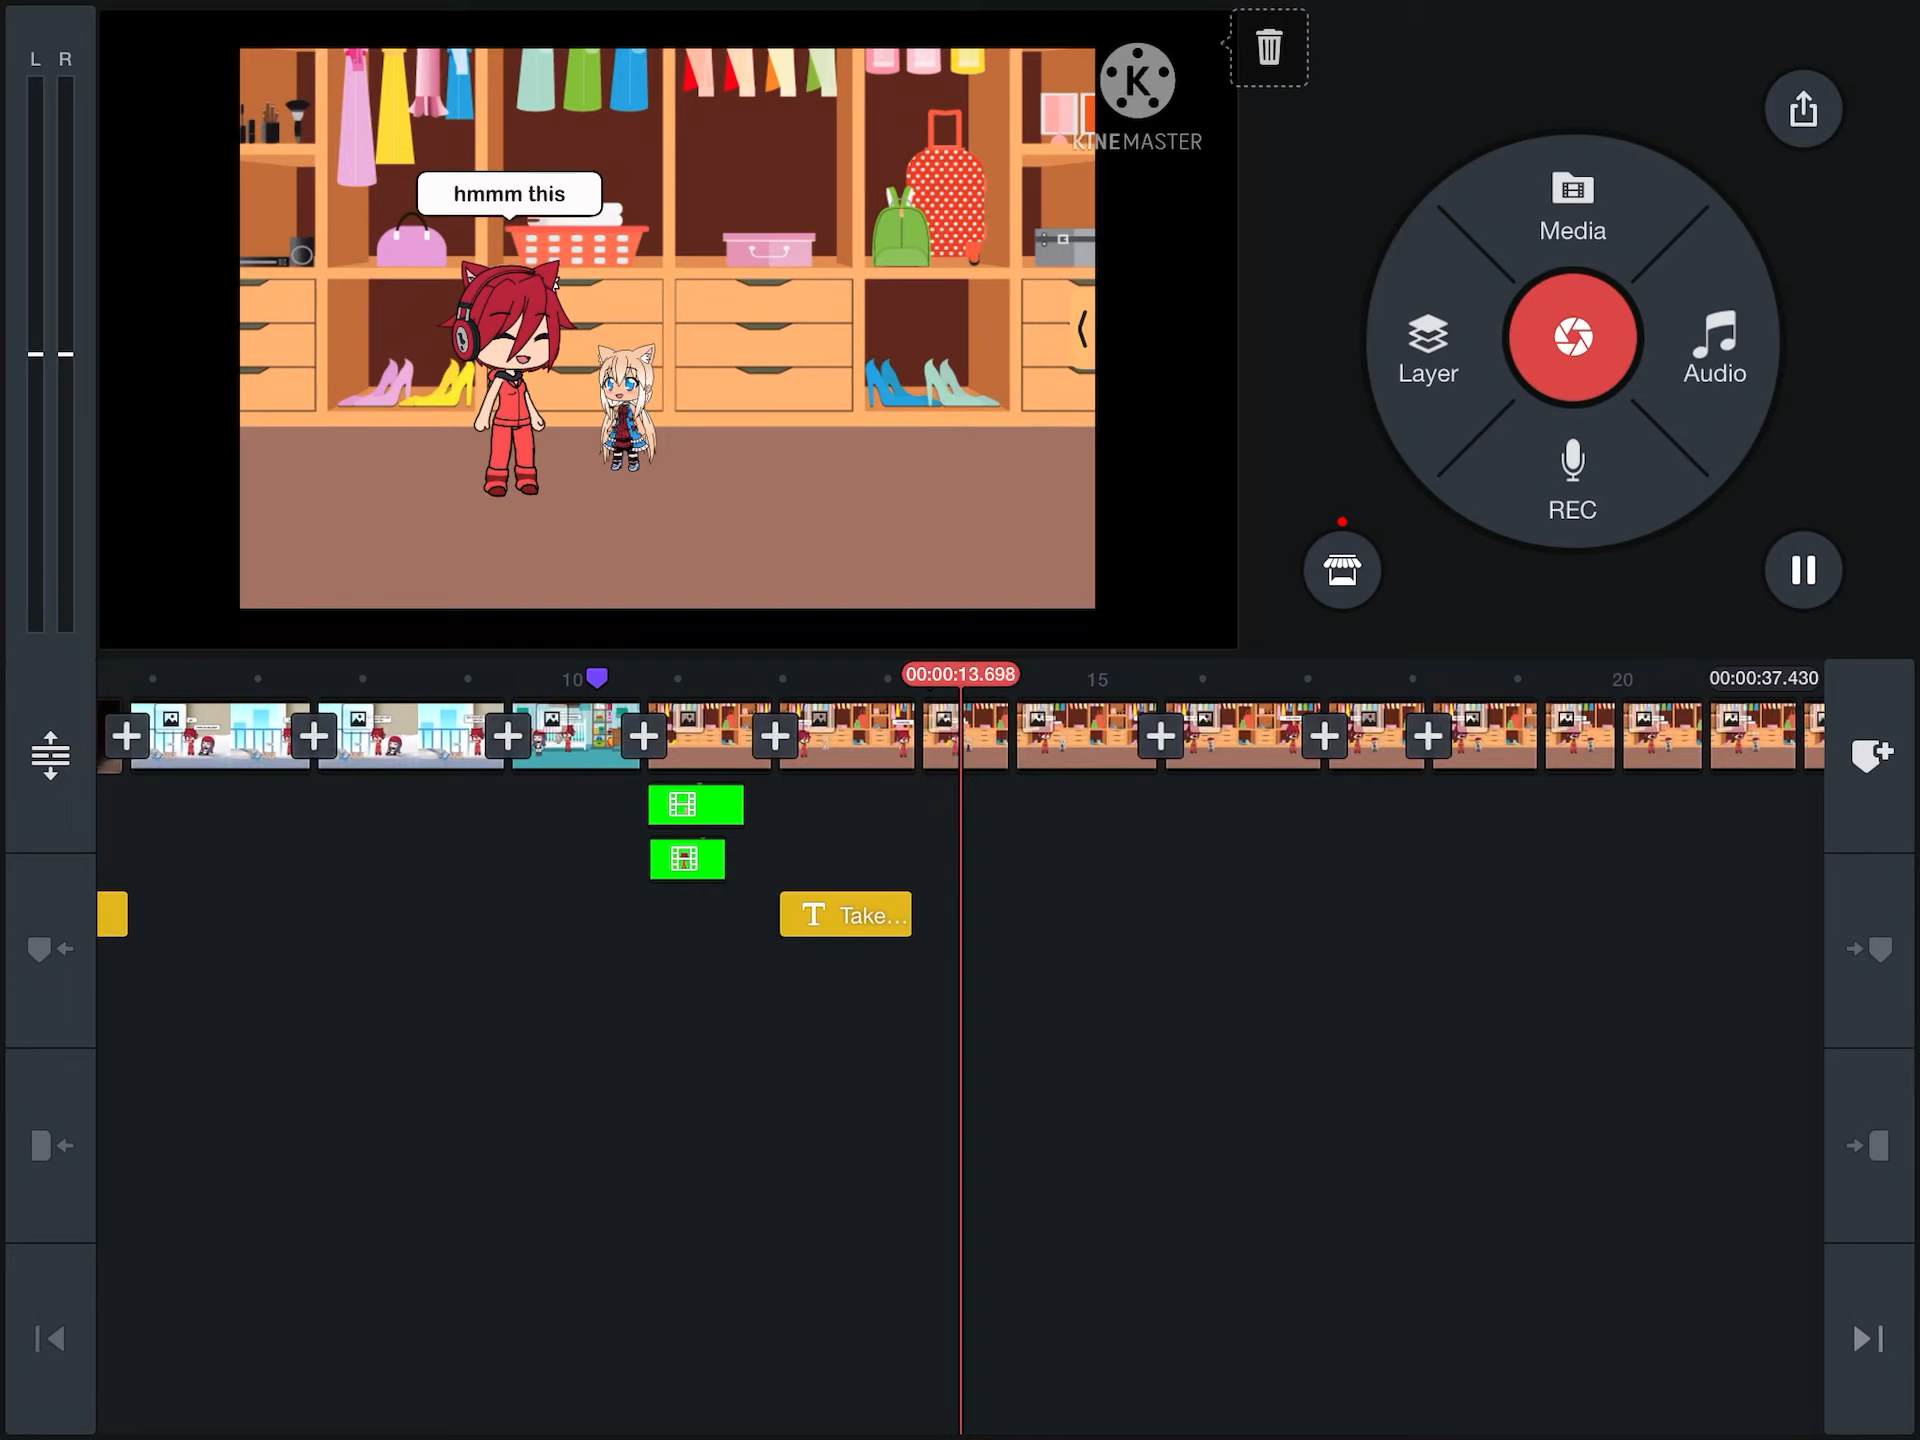 L R
KINEMASTER
hmmm this
Media
Layer
Audio
REC
10
00:00:13.698
15
20
00:00:37.430
T Take...